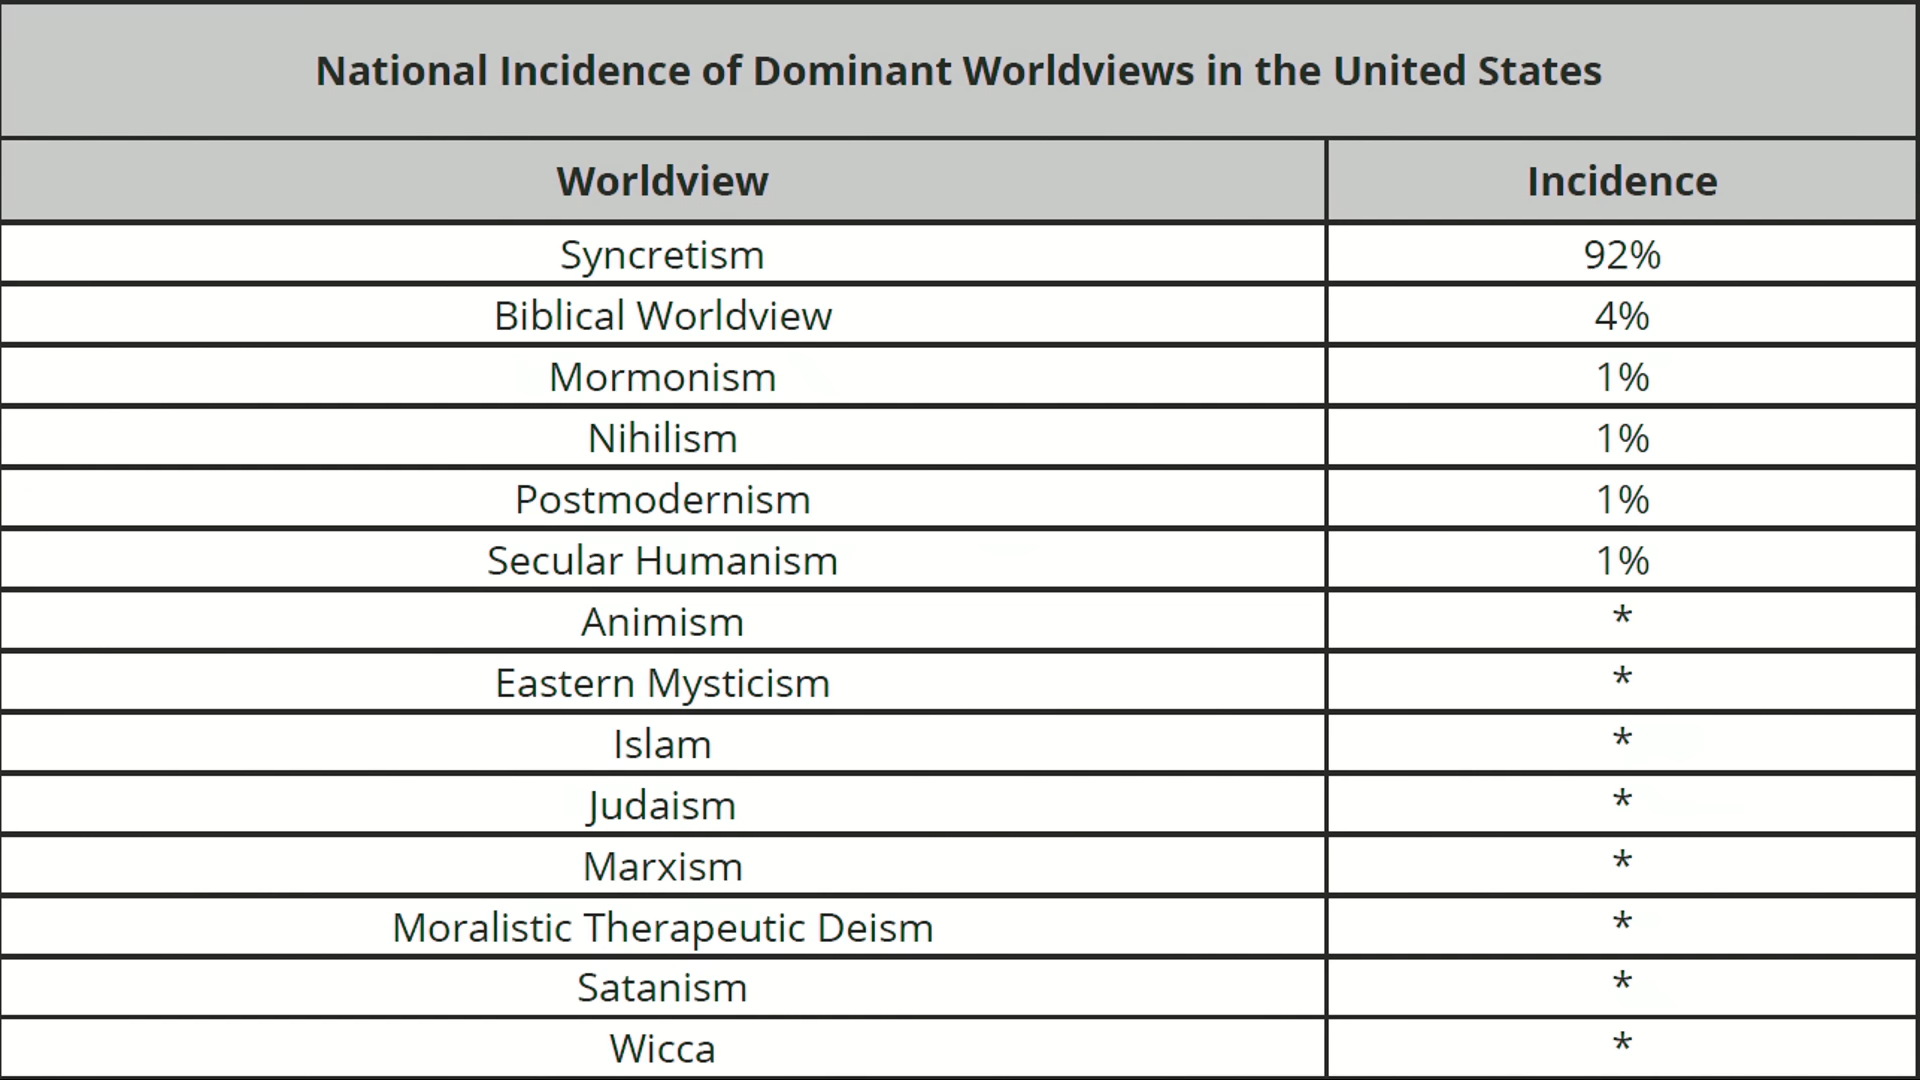 National Incidence of Dominant Worldviews in the United States
Worldview Incidence
Syncretism 92%
Biblical Worldview 4%
Mormonism 1%
Nihilism 1%
Postmodernism 1%
Secular Humanism 1%
Animism *
Eastern Mysticism *
Islam *
Judaism *
Marxism *
Moralistic Therapeutic Deism *
Satanism *
Wicca *